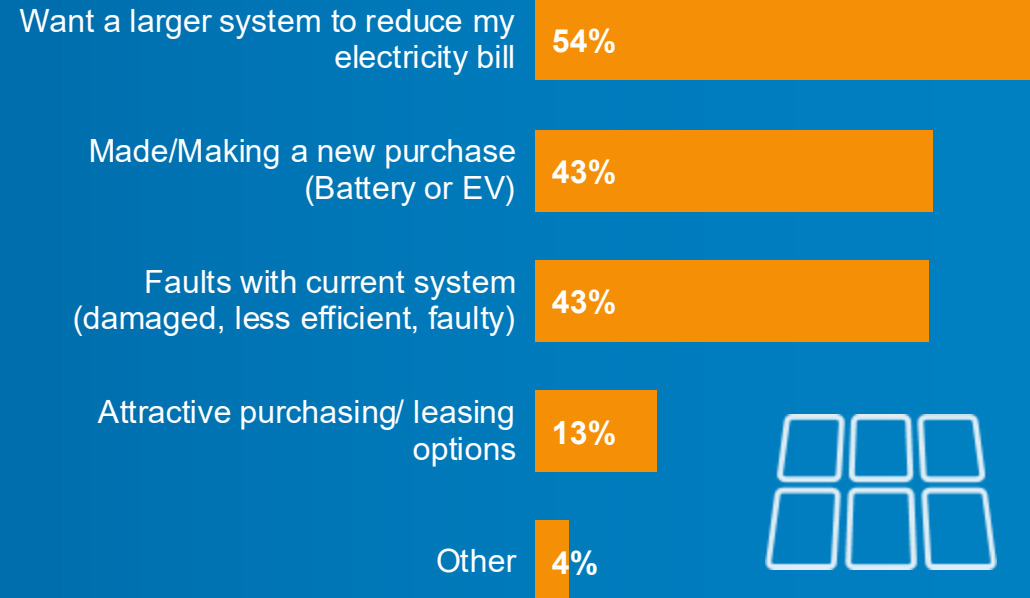 Want a larger system to reduce my
electricity bill
54%
Made/Making a new purchase
(Battery or EV)
43%
Faults with current system
(damaged, less efficient, faulty)
43%
Attractive purchasing/ leasing
options
13%
Other
4%